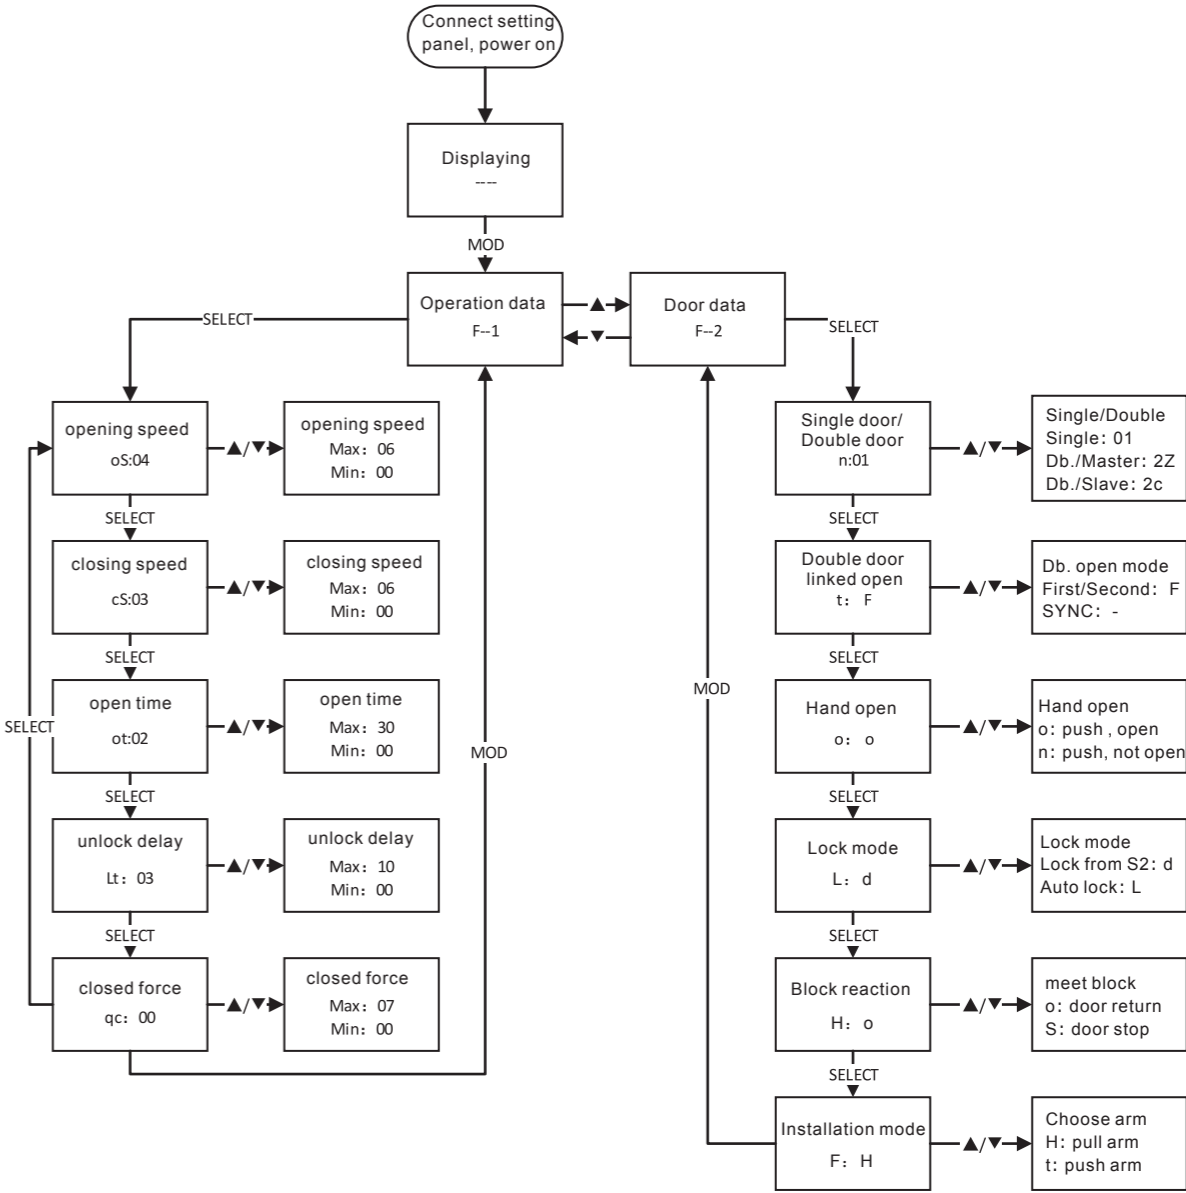 Connect setting
panel, power on
Displaying
----
MOD
Operation data
F--1
▲
▼
Door data
F--2
SELECT
SELECT
opening speed
oS:04
▲/▼
opening speed
Max: 06
Min: 00
SELECT
closing speed
cS:03
▲/▼
closing speed
Max: 06
Min: 00
SELECT
open time
ot:02
▲/▼
open time
Max: 30
Min: 00
SELECT
unlock delay
Lt: 03
▲/▼
unlock delay
Max: 10
Min: 00
SELECT
closed force
qc: 00
▲/▼
closed force
Max: 07
Min: 00
SELECT
MOD
MOD
Single door/
Double door
n:01
▲/▼
Single/Double
Single: 01
Db./Master: 2Z
Db./Slave: 2c
SELECT
Double door
linked open
t: F
▲/▼
Db. open mode
First/Second: F
SYNC: -
SELECT
Hand open
o: o
▲/▼
Hand open
o: push , open
n: push, not open
SELECT
Lock mode
L: d
▲/▼
Lock mode
Lock from S2: d
Auto lock: L
SELECT
Block reaction
H: o
▲/▼
meet block
o: door return
S: door stop
SELECT
Installation mode
F: H
▲/▼
Choose arm
H: pull arm
t: push arm